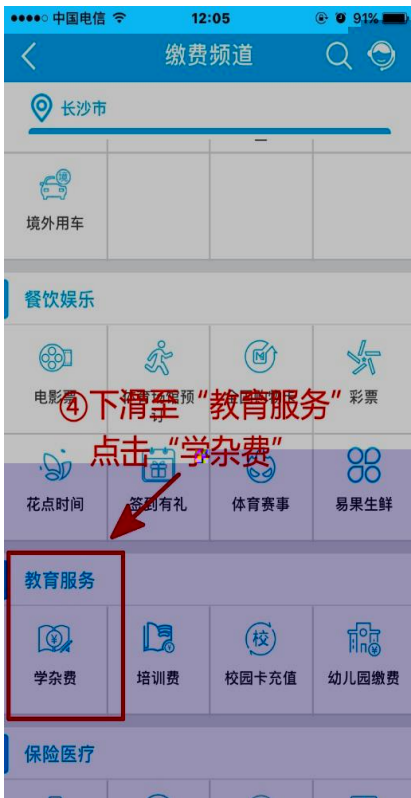 中国电信 12:05 91%
缴费频道
长沙市
境外用车
餐饮娱乐
④下滑至“教育服务”
点击“学杂费”
电影票 彩票
花点时间 签到有礼 体育赛事 易果生鲜
教育服务
学杂费 培训费 校园卡充值 幼儿园缴费
保险医疗